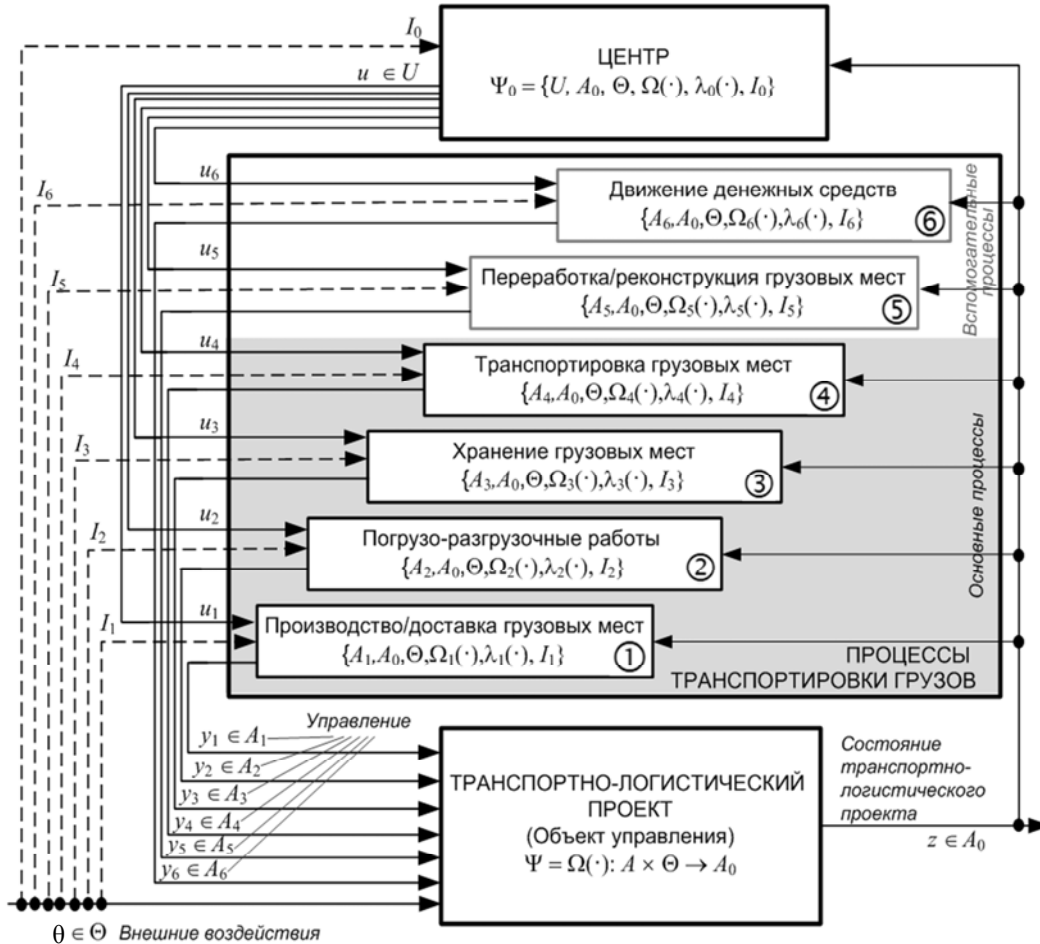 I₀
ЦЕНТР
u ∈ U
Ψ₀ = {U, A₀, Θ, Ω(·), λ₀(·), I₀}
u₆
I₆
Движение денежных средств
{A₆,A₀,Θ,Ω₆(·),λ₆(·), I₆}
⑥
Вспомогательные
процессы
u₅
I₅
Переработка/реконструкция грузовых мест
{A₅,A₀,Θ,Ω₅(·),λ₅(·), I₅}
⑤
u₄
I₄
Транспортировка грузовых мест
{A₄,A₀,Θ,Ω₄(·),λ₄(·), I₄}
④
u₃
I₃
Хранение грузовых мест
{A₃,A₀,Θ,Ω₃(·),λ₃(·), I₃}
③
Основные процессы
u₂
I₂
Погрузо-разгрузочные работы
{A₂,A₀,Θ,Ω₂(·),λ₂(·), I₂}
②
u₁
I₁
Производство/доставка грузовых мест
{A₁,A₀,Θ,Ω₁(·),λ₁(·), I₁}
①
ПРОЦЕССЫ
ТРАНСПОРТИРОВКИ ГРУЗОВ
Управление
y₁ ∈ A₁
y₂ ∈ A₂
y₃ ∈ A₃
y₄ ∈ A₄
y₅ ∈ A₅
y₆ ∈ A₆
ТРАНСПОРТНО-ЛОГИСТИЧЕСКИЙ
ПРОЕКТ
(Объект управления)
Ψ = Ω(·): A × Θ → A₀
Состояние
транспортно-
логистического
проекта
z ∈ A₀
θ ∈ Θ Внешние воздействия